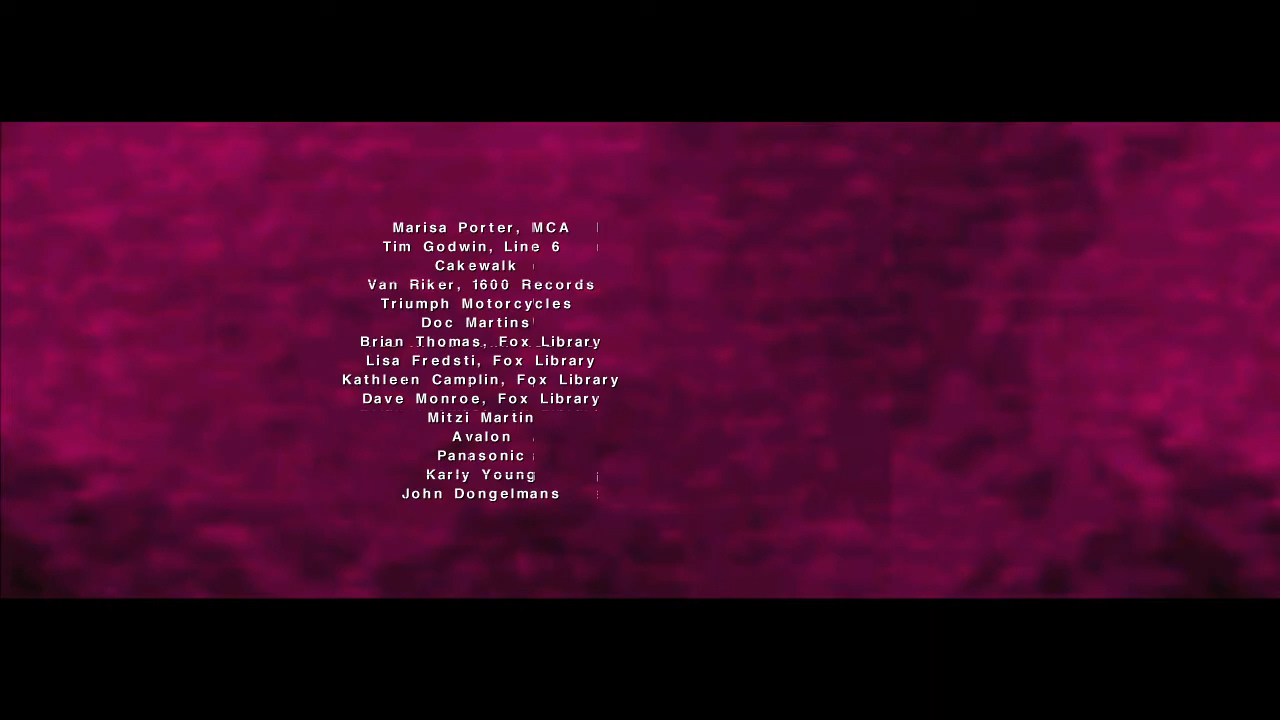 Marisa Porter, MCA
Tim Godwin, Line 6
Cakewalk
Van Riker, 1600 Records
Triumph Motorcycles
Doc Martins
Brian Thomas, Fox Library
Lisa Fredsti, Fox Library
Kathleen Camplin, Fox Library
Dave Monroe, Fox Library
Mitzi Martin
Avalon
Panasonic
Karly Young
John Dongelmans